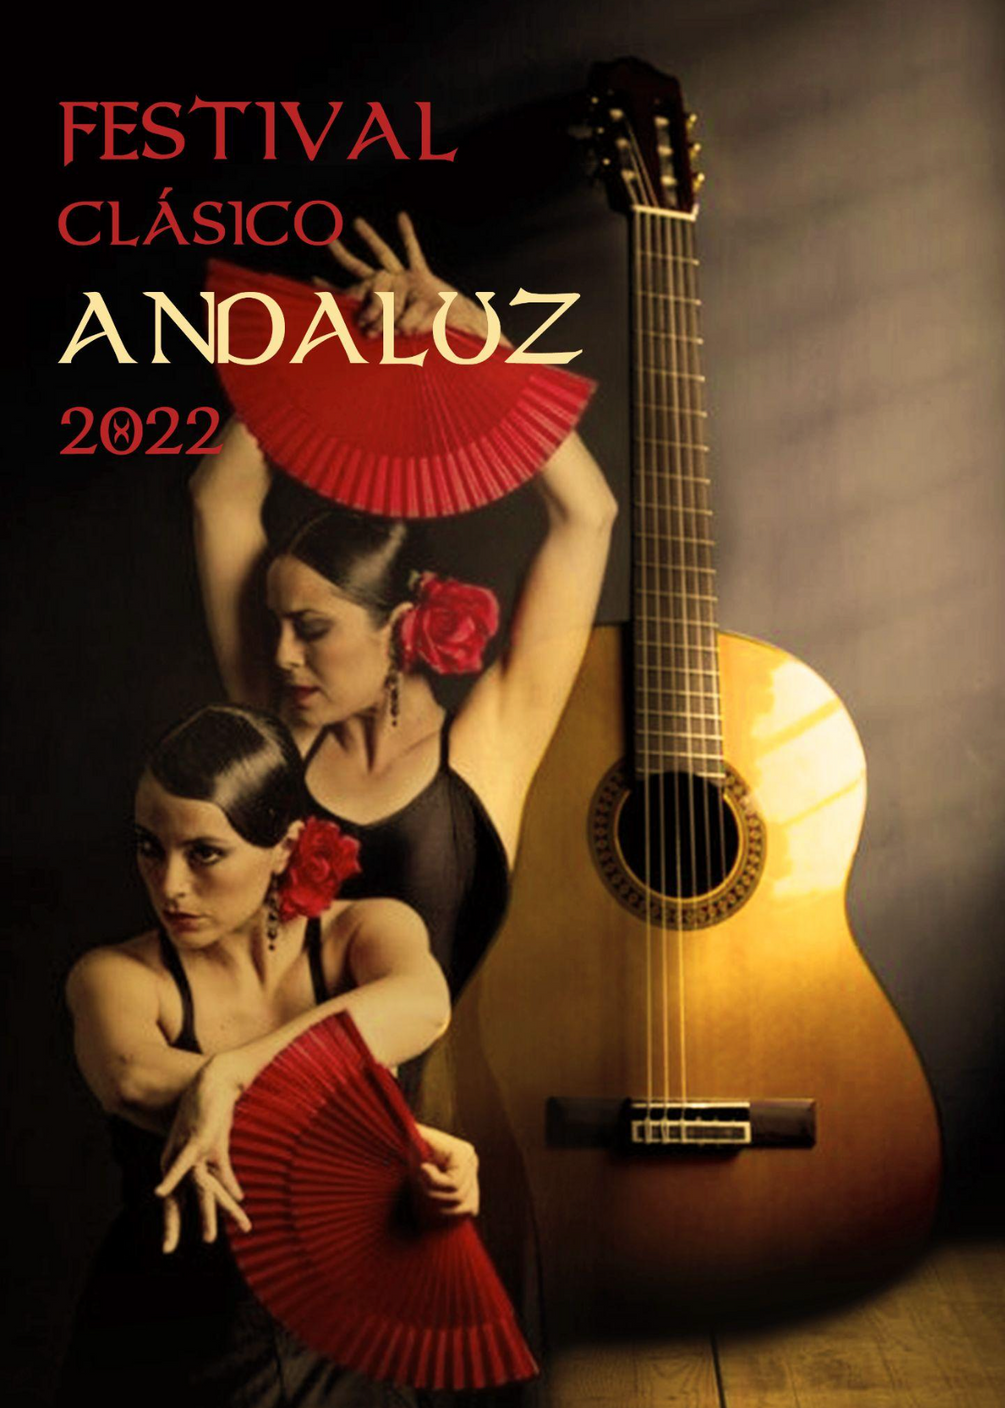 FESTIVAL
CLÁSICO
ANDALUZ
2022